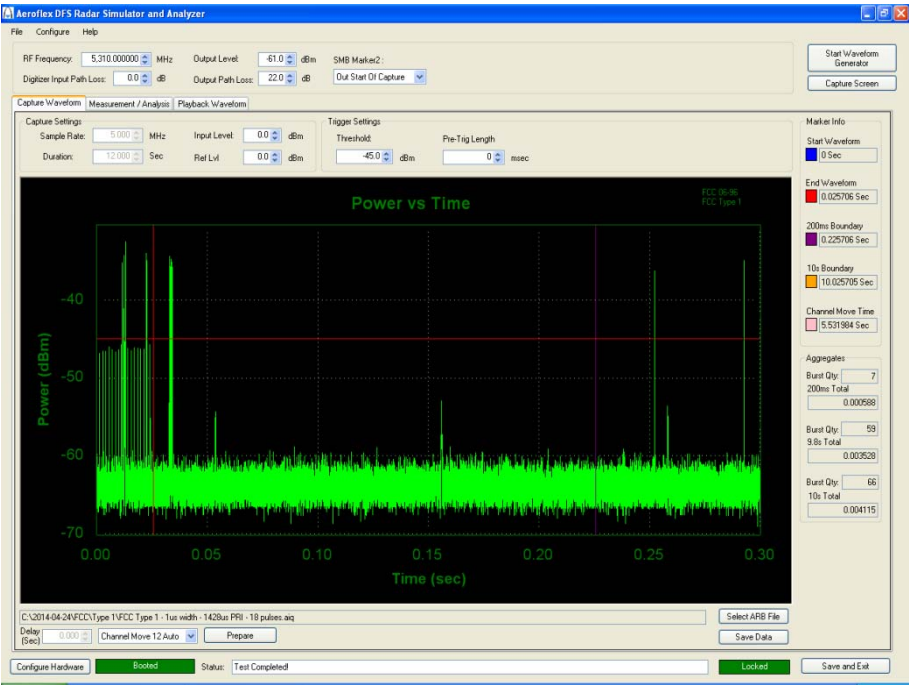 Aeroflex DFS Radar Simulator and Analyzer
File Configure Help
RF Frequency: 5,310.000000 MHz Output Level: -61.0 dBm SMB Marker2 :
Digitizer Input Path Loss: 0.0 dB Output Path Loss: 22.0 dB Out Start Of Capture
Start Waveform Generator
Capture Screen
Capture Waveform Measurement / Analysis Playback Waveform
Capture Settings
Sample Rate: 5.000 MHz Input Level: 0.0 dBm
Duration: 12.000 Sec Ref Lvl 0.0 dBm
Trigger Settings
Threshold: Pre-Trig Length
-45.0 dBm 0 msec
Power vs Time
FCC 06-96
FCC Type 1
Power (dBm)
-40
-50
-60
-70
0.00 0.05 0.10 0.15 0.20 0.25 0.30
Time (sec)
Marker Info
Start Waveform
0 Sec
End Waveform
0.025706 Sec
200ms Boundary
0.225706 Sec
10s Boundary
10.025705 Sec
Channel Move Time
5.531984 Sec
Aggregates
Burst Qty: 7
200ms Total
0.000588
Burst Qty: 59
9.8s Total
0.003528
Burst Qty: 66
10s Total
0.004115
C:\2014-04-24\FCC\Type 1\FCC Type 1 - 1us width - 1428us PRI - 18 pulses.aiq
Select ARB File
Delay (Sec) 0.000 Channel Move 12 Auto Prepare
Save Data
Configure Hardware Booted Status: Test Completed! Locked Save and Exit